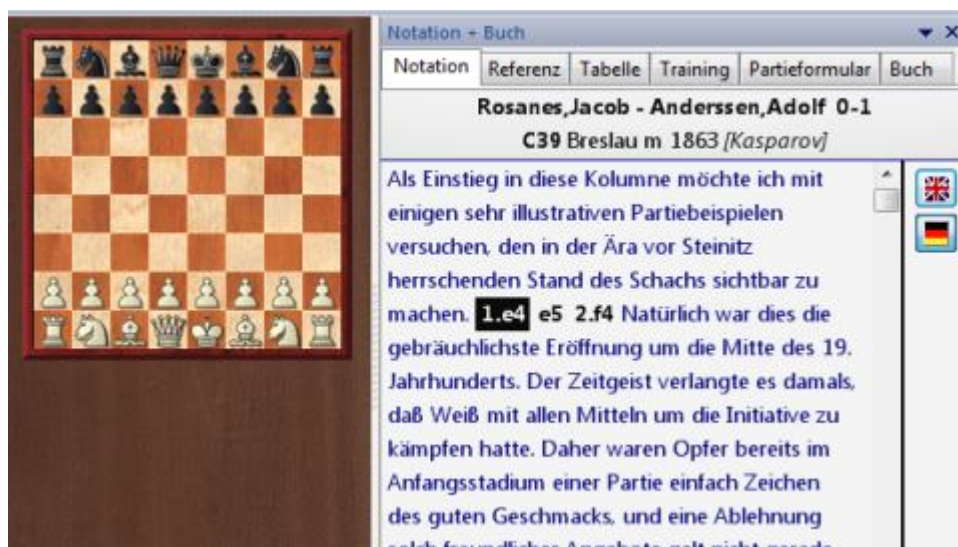 Notation + Buch
Notation Referenz Tabelle Training Partieformular Buch
Rosanes,Jacob - Anderssen,Adolf 0-1
C39 Breslau m 1863 [Kasparov]
Als Einstieg in diese Kolumne möchte ich mit
einigen sehr illustrativen Partiebeispielen
versuchen, den in der Ära vor Steinitz
herrschenden Stand des Schachs sichtbar zu
machen. 1.e4 e5 2.f4 Natürlich war dies die
gebräuchlichste Eröffnung um die Mitte des 19.
Jahrhunderts. Der Zeitgeist verlangte es damals,
daß Weiß mit allen Mitteln um die Initiative zu
kämpfen hatte. Daher waren Opfer bereits im
Anfangsstadium einer Partie einfach Zeichen
des guten Geschmacks, und eine Ablehnung